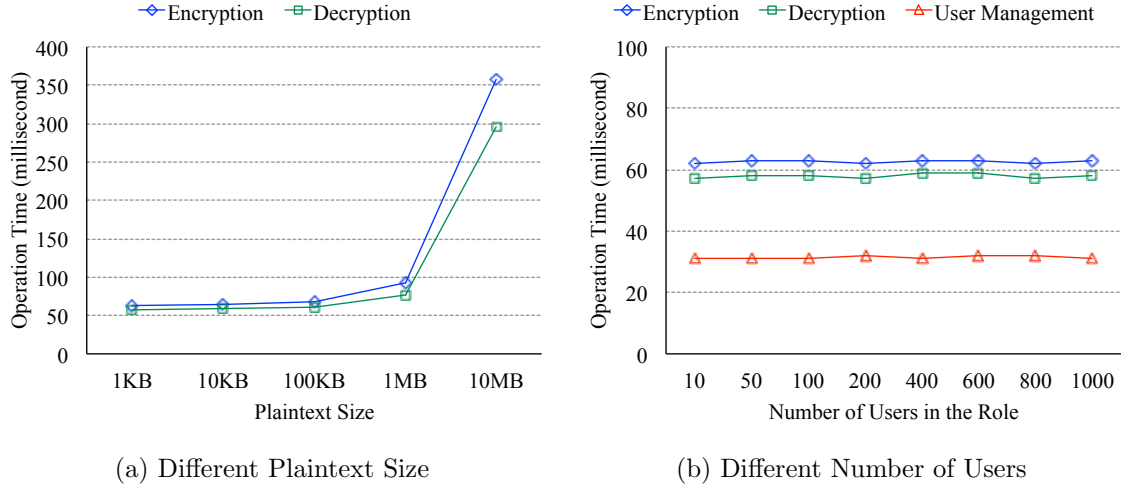 Encryption Decryption
400
350
300
250
200
150
100
50
0
Operation Time (millisecond)
1KB 10KB 100KB 1MB 10MB
Plaintext Size
(a) Different Plaintext Size
Encryption Decryption User Management
100
80
60
40
20
0
Operation Time (millisecond)
10 50 100 200 400 600 800 1000
Number of Users in the Role
(b) Different Number of Users